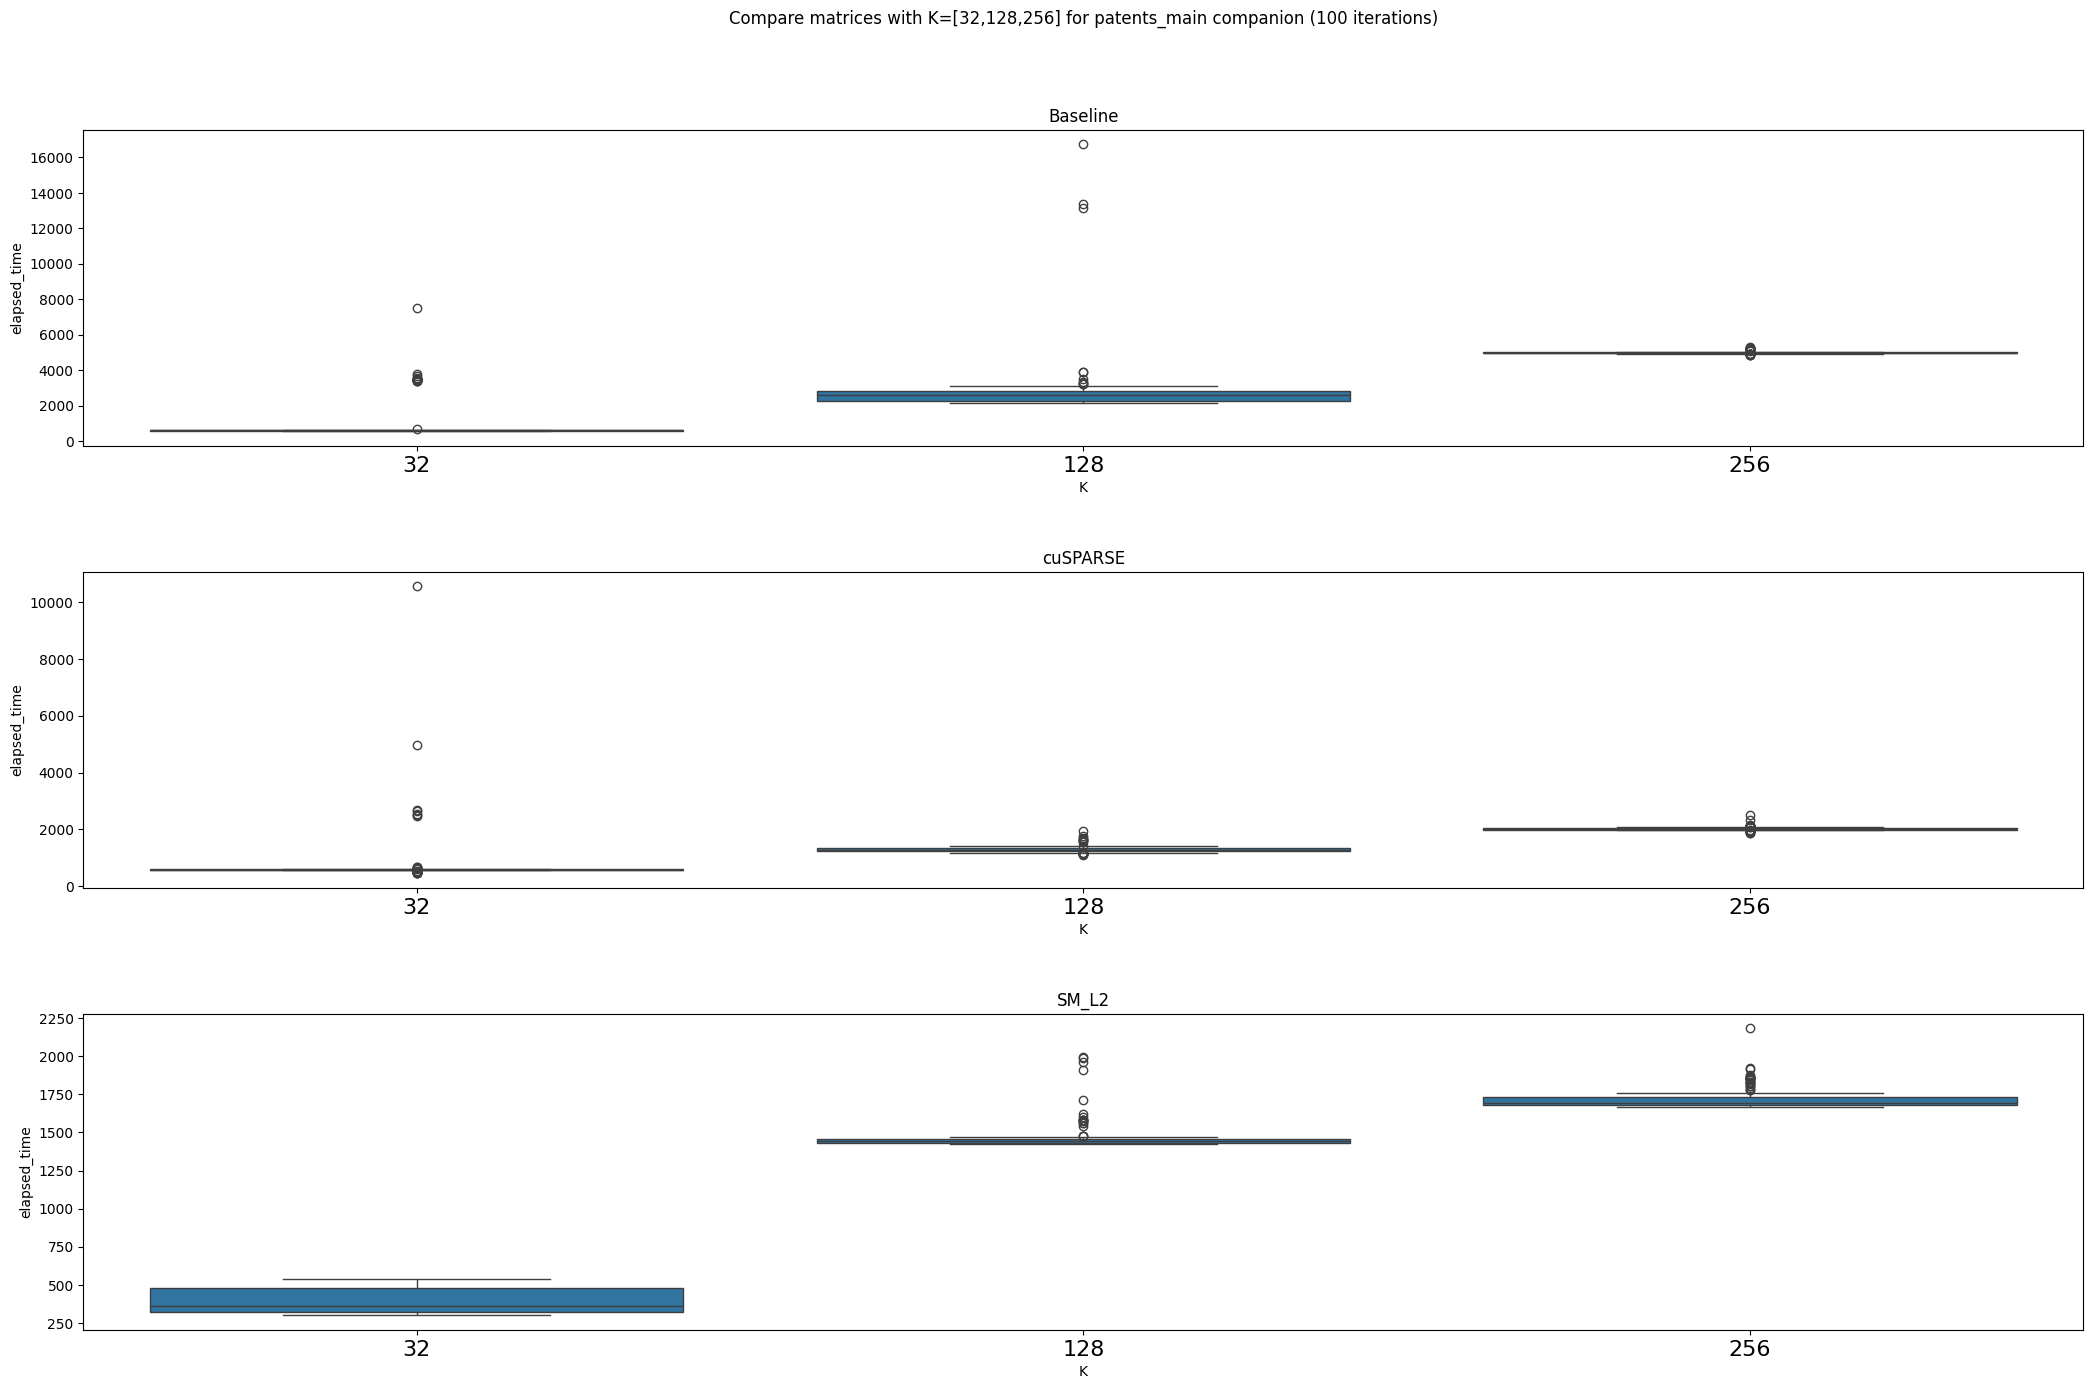 Compare matrices with K=[32,128,256] for patents_main companion (100 iterations)
Baseline
16000
14000
12000
10000
8000
6000
4000
2000
0
elapsed_time
32 128 256
K
cuSPARSE
10000
8000
6000
4000
2000
0
elapsed_time
32 128 256
K
SM_L2
2250
2000
1750
1500
1250
1000
750
500
250
elapsed_time
32 128 256
K